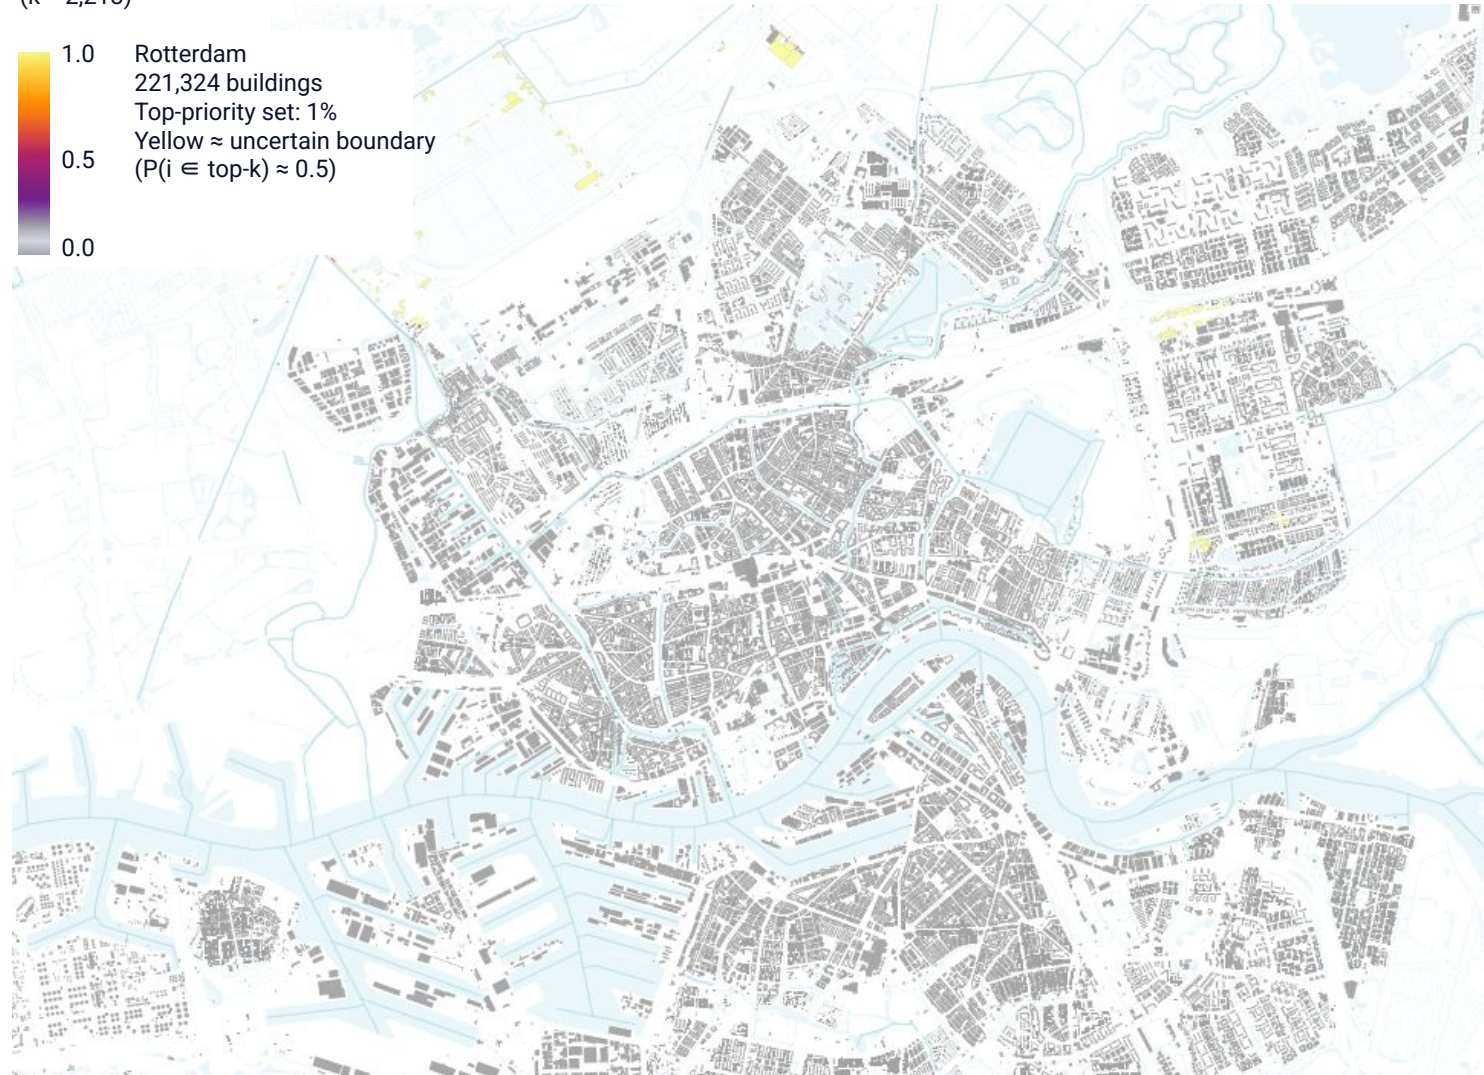 1.0
Rotterdam
221,324 buildings
Top-priority set: 1%
Yellow ≈ uncertain boundary
0.5
(P(i ∈ top-k) ≈ 0.5)
0.0